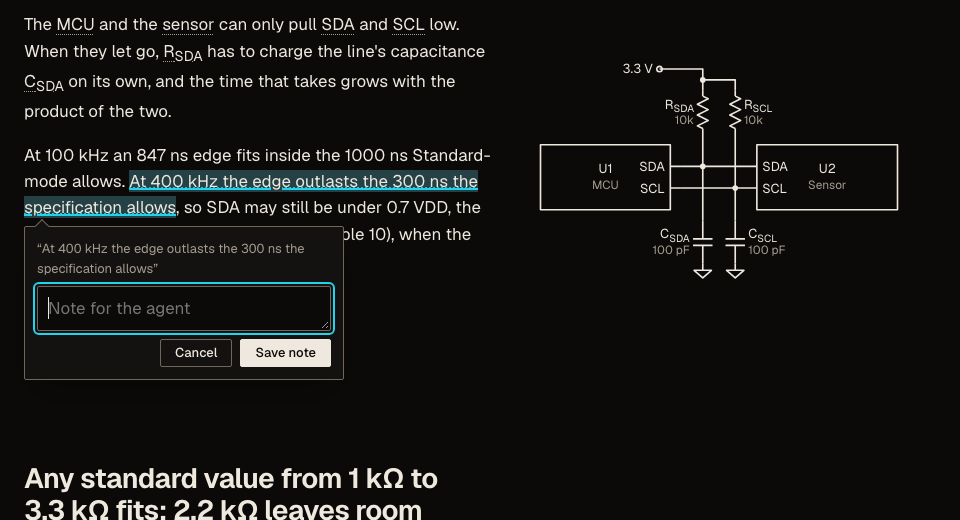 The MCU and the sensor can only pull SDA and SCL low.
When they let go, RSDA has to charge the line's capacitance
CSDA on its own, and the time that takes grows with the
product of the two.
At 100 kHz an 847 ns edge fits inside the 1000 ns Standard-
mode allows. At 400 kHz the edge outlasts the 300 ns the
specification allows, so SDA may still be under 0.7 VDD, the
ble 10), when the
“At 400 kHz the edge outlasts the 300 ns the
specification allows”
Note for the agent
Cancel
Save note
Any standard value from 1 kΩ to
3.3 kΩ fits; 2.2 kΩ leaves room
3.3 V
RSDA
10k
RSCL
10k
U1
MCU
SDA
SCL
SDA
SCL
U2
Sensor
CSDA
100 pF
CSCL
100 pF